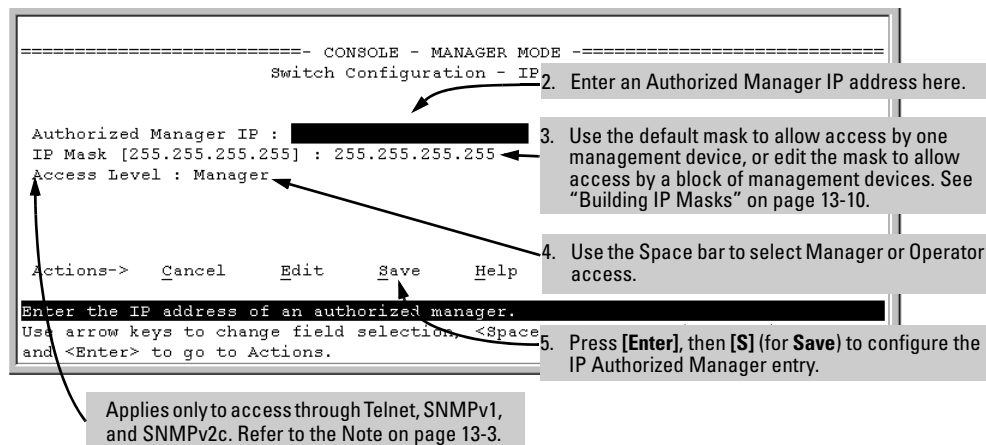 ==========================- CONSOLE - MANAGER MODE -============================
Switch Configuration - IP
2. Enter an Authorized Manager IP address here.
Authorized Manager IP :
3. Use the default mask to allow access by one
management device, or edit the mask to allow
access by a block of management devices. See
“Building IP Masks” on page 13-10.
IP Mask [255.255.255.255] : 255.255.255.255
Access Level : Manager
4. Use the Space bar to select Manager or Operator
access.
Actions-> Cancel Edit Save Help
Enter the IP address of an authorized manager.
Use arrow keys to change field selection, <Space
and <Enter> to go to Actions.
5. Press [Enter], then [S] (for Save) to configure the
IP Authorized Manager entry.
Applies only to access through Telnet, SNMPv1,
and SNMPv2c. Refer to the Note on page 13-3.